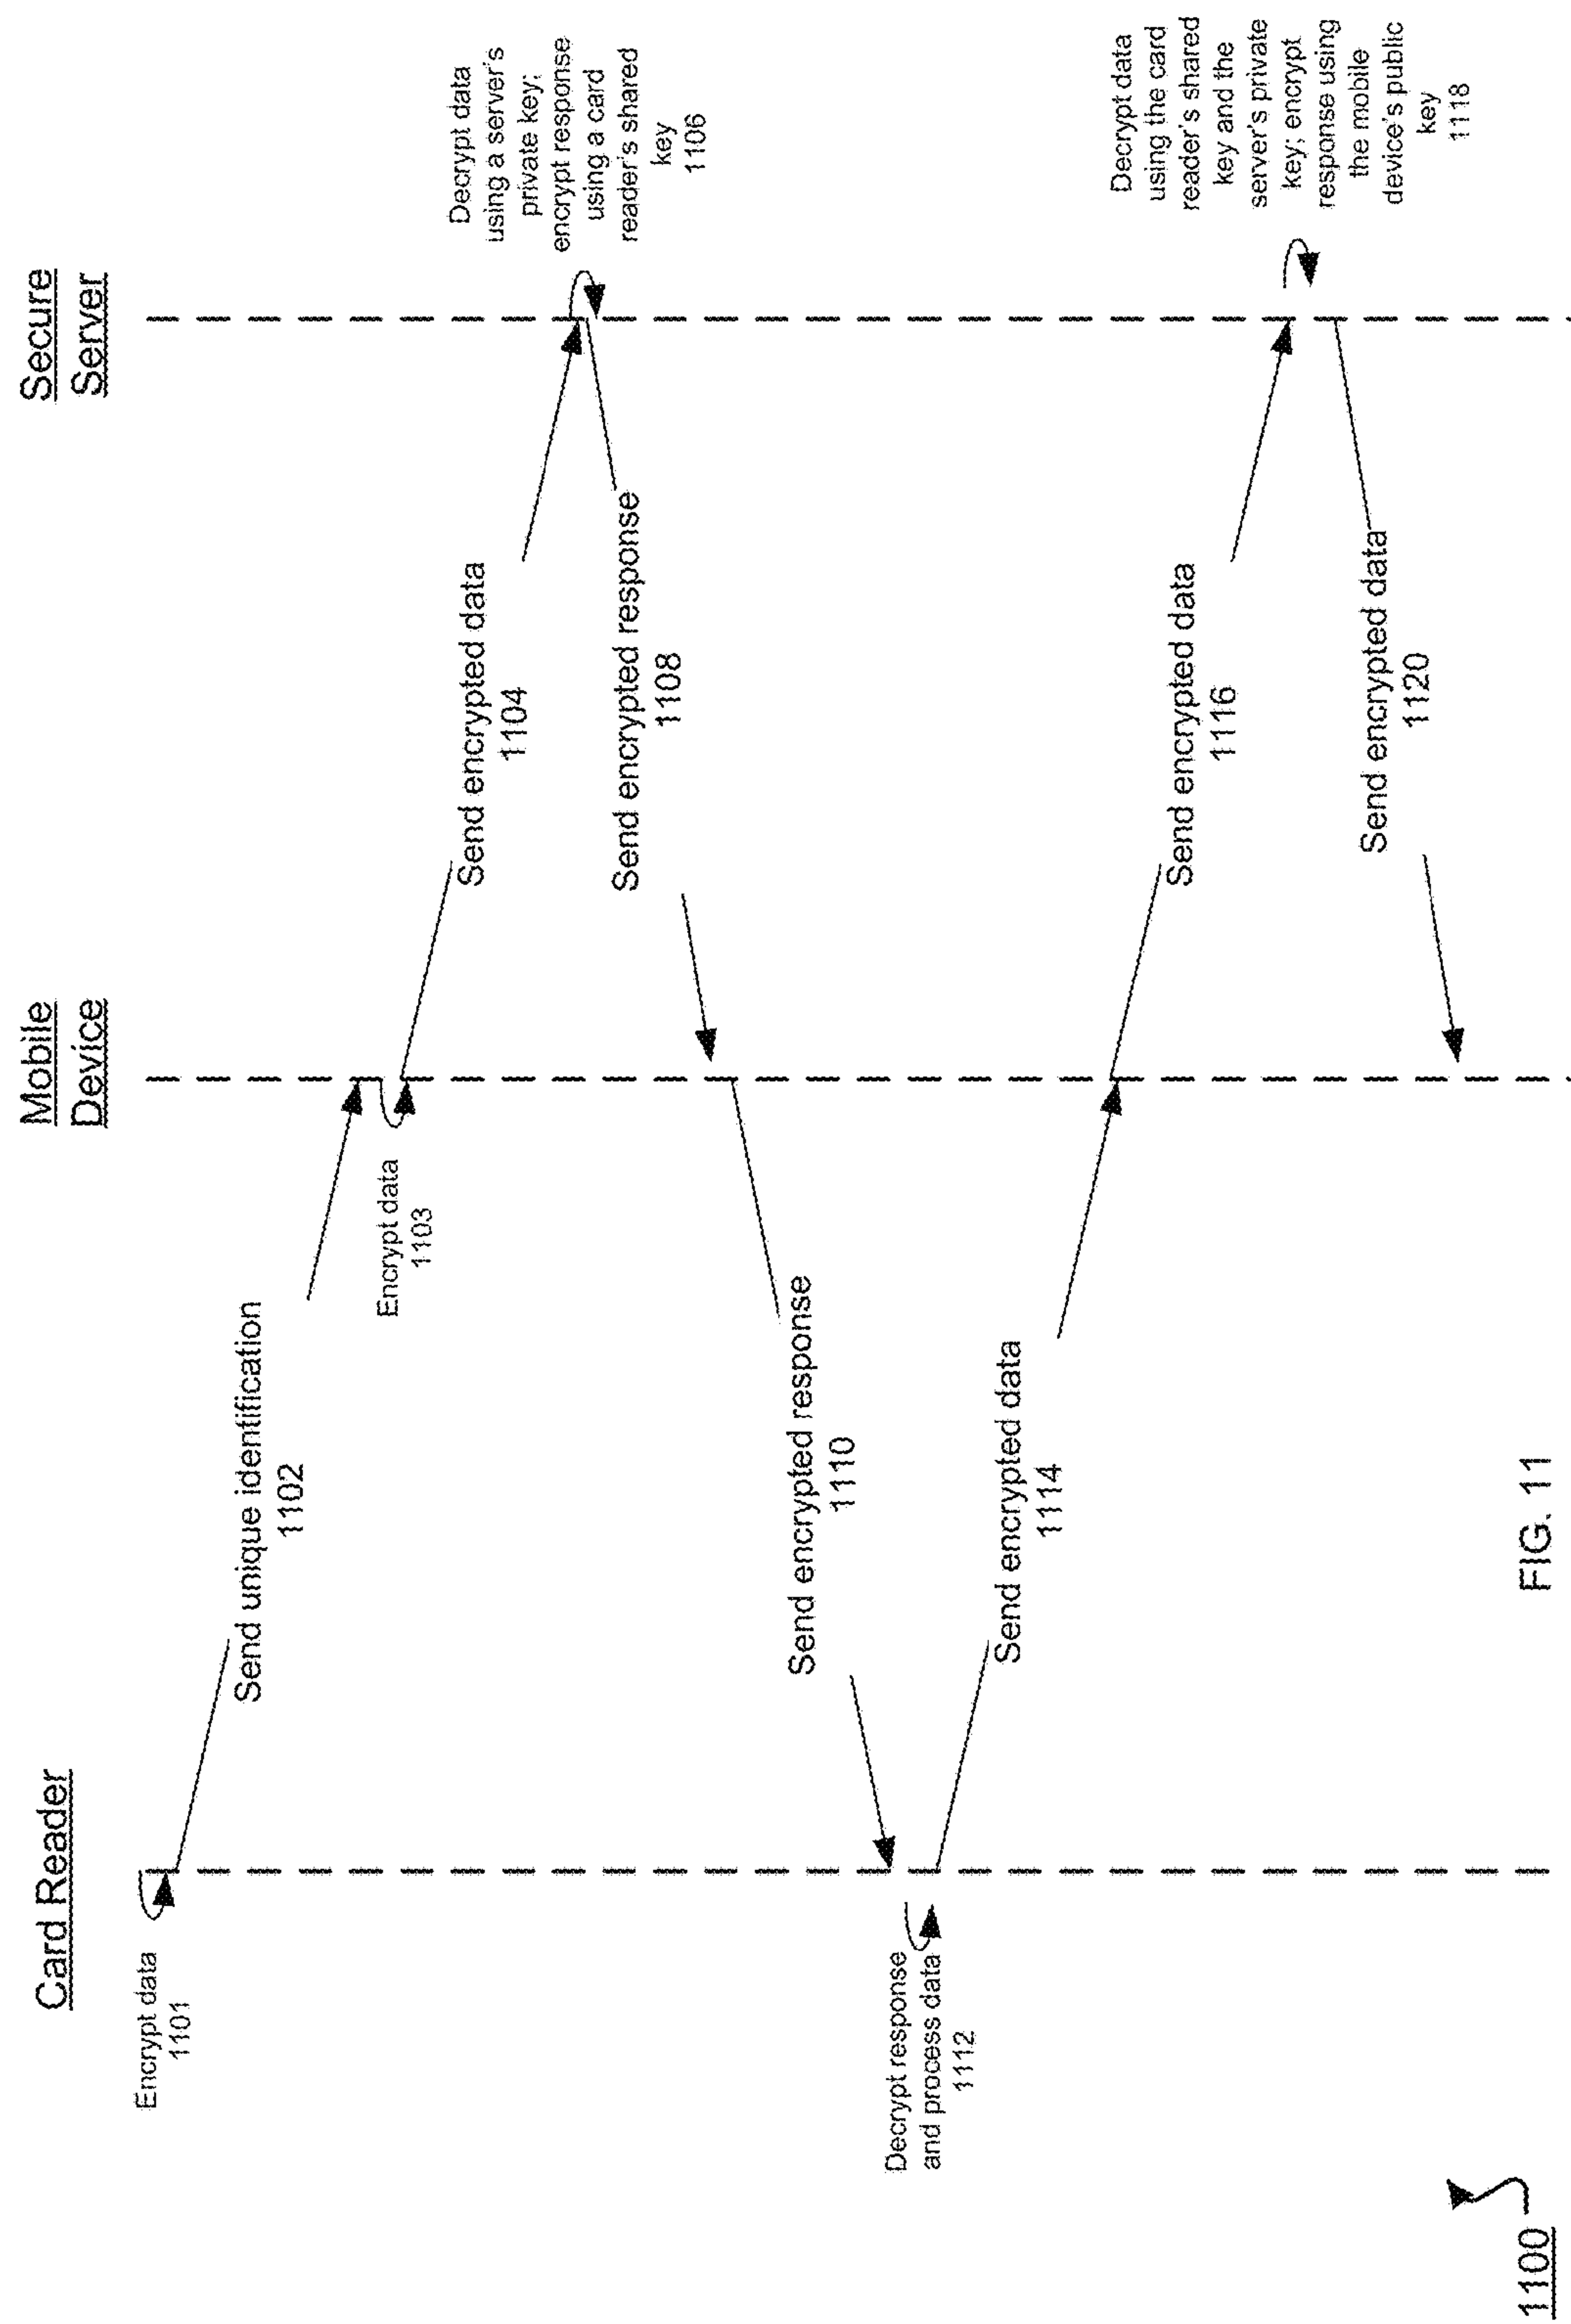 Card Reader
Mobile
Device
Secure
Server
Encrypt data
1101
Send unique identification
1102
Encrypt data
1103
Send encrypted data
1104
Decrypt data
using a server's
private key;
encrypt response
using a card
reader's shared
key
1106
Send encrypted response
1108
Send encrypted response
1110
Decrypt response
and process data
1112
Send encrypted data
1114
Send encrypted data
1116
Decrypt data
using the card
reader's shared
key and the
server's private
key; encrypt
response using
the mobile
device's public
key
1118
Send encrypted data
1120
1100
FIG. 11